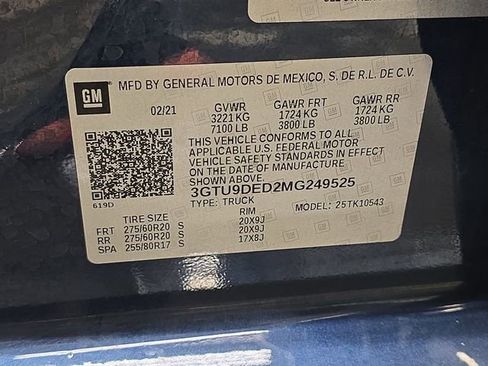 GM
MFD BY GENERAL MOTORS DE MEXICO, S. DE R.L. DE C.V.
02/21 GVWR GAWR FRT GAWR RR
3221 KG 1724 KG 1724 KG
7100 LB 3800 LB 3800 LB
THIS VEHICLE CONFORMS TO ALL
APPLICABLE U.S. FEDERAL MOTOR
VEHICLE SAFETY STANDARDS IN EFFECT
ON THE DATE OF MANUFACTURE SHOWN ABOVE.
3GTU9DED2MG249525
619D
TYPE: TRUCK MODEL: 25TK10543
TIRE SIZE RIM
FRT 275/60R20 S 20X9J
RR 275/60R20 S 20X9J
SPA 255/80R17 S 17X8J